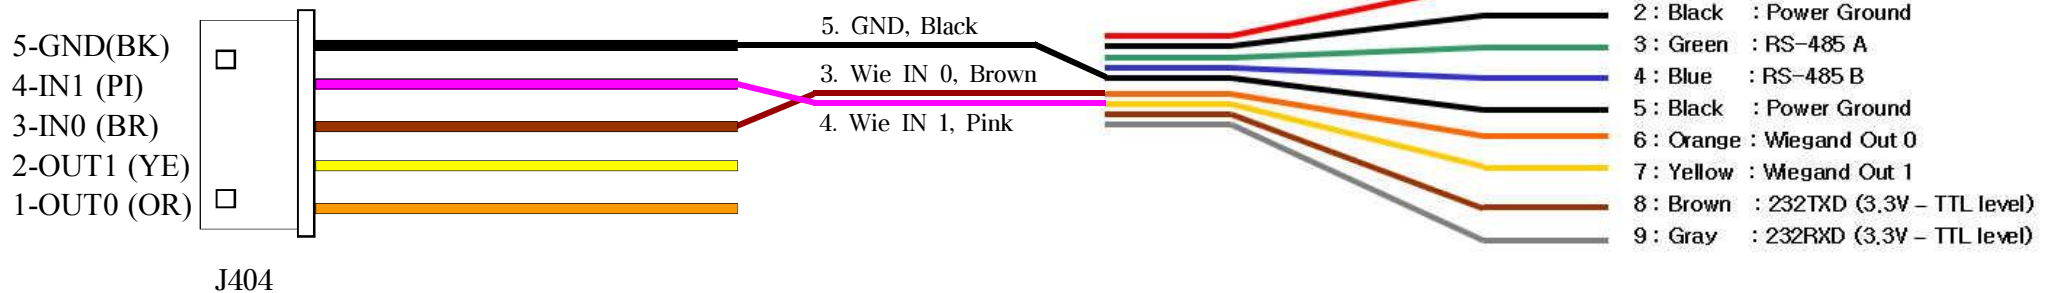 5-GND(BK)
4-IN1 (PI)
3-IN0 (BR)
2-OUT1 (YE)
1-OUT0 (OR)
J404
5. GND, Black
3. Wie IN 0, Brown
4. Wie IN 1, Pink
2 : Black : Power Ground
3 : Green : RS-485 A
4 : Blue : RS-485 B
5 : Black : Power Ground
6 : Orange : Wiegand Out 0
7 : Yellow : Wiegand Out 1
8 : Brown : 232TXD (3.3V - TTL level)
9 : Gray : 232RXD (3.3V - TTL level)